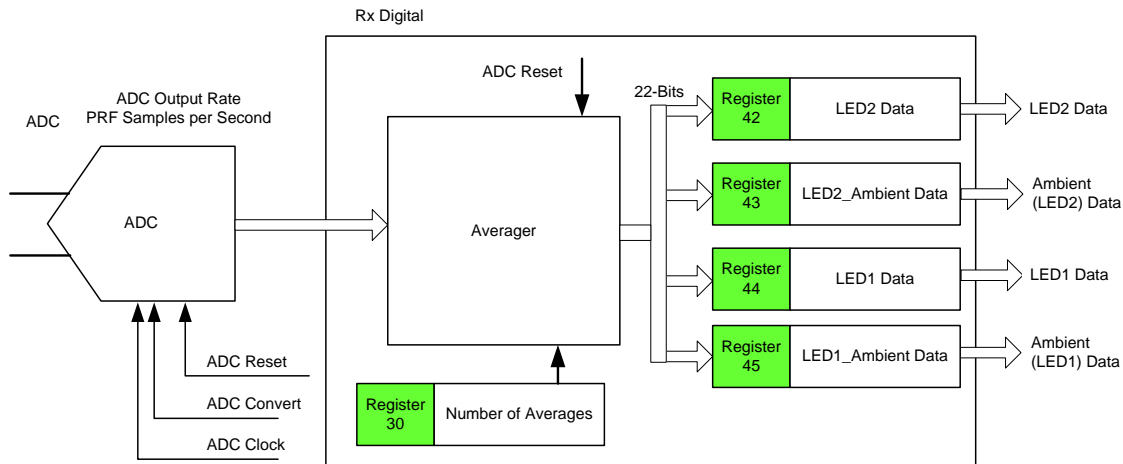 Rx Digital
ADC Reset
ADC Output Rate
PRF Samples per Second
ADC
22-Bits
Register
42
LED2 Data
LED2 Data
Register
43
LED2_Ambient Data
Ambient
(LED2) Data
ADC
Averager
Register
44
LED1 Data
LED1 Data
Register
45
LED1_Ambient Data
Ambient
(LED1) Data
ADC Reset
ADC Convert
ADC Clock
Register
30
Number of Averages